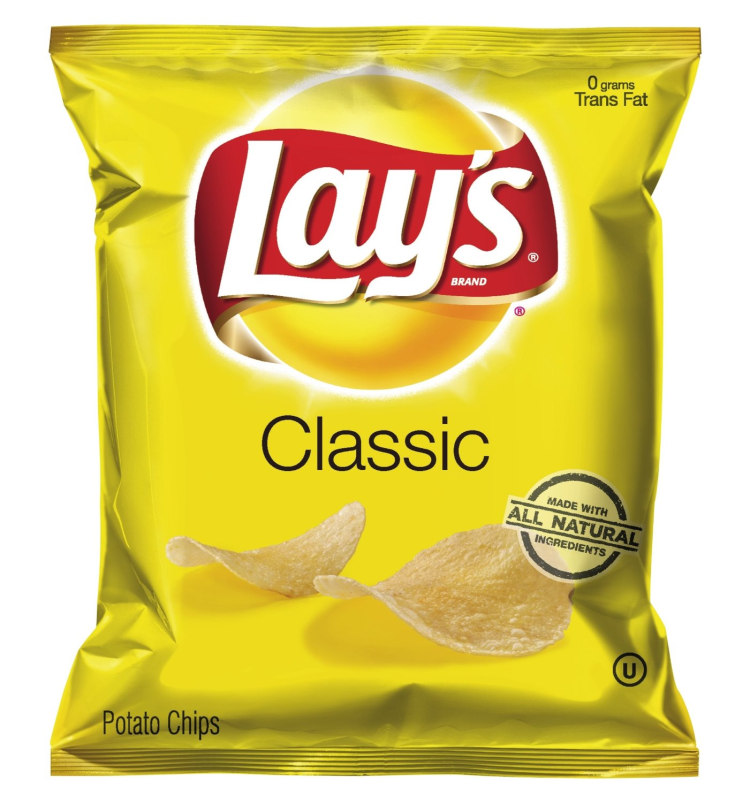 0 grams
Trans Fat
Lay's
BRAND
®
®
Classic
MADE WITH
ALL NATURAL
INGREDIENTS
U
Potato Chips